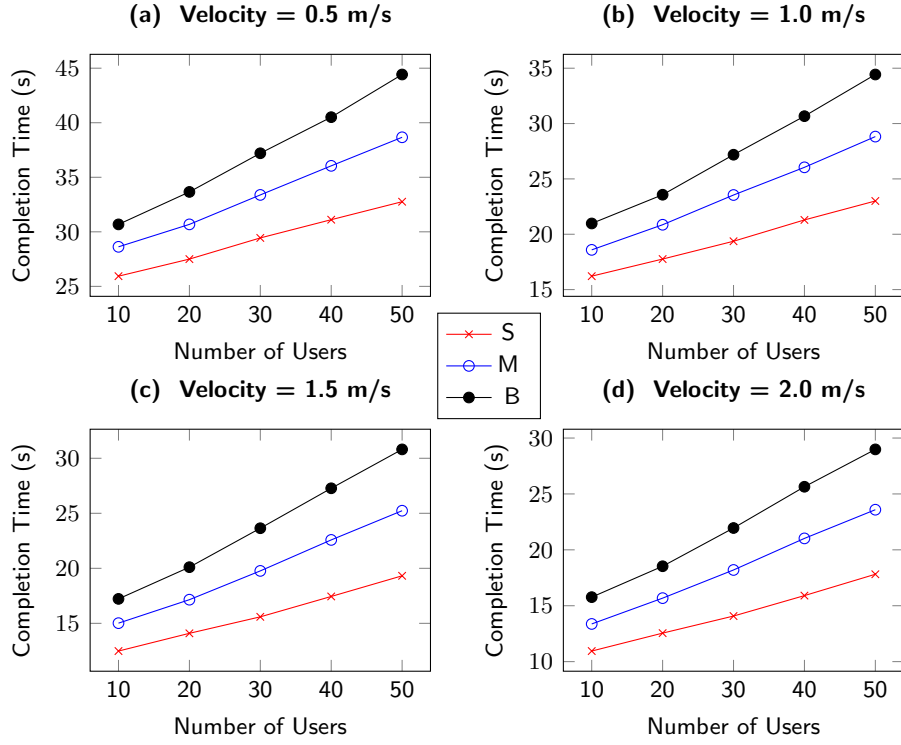 (a) Velocity = 0.5 m/s
45
40
35
30
25
Completion Time (s)
10 20 30 40 50
Number of Users
(b) Velocity = 1.0 m/s
35
30
25
20
15
Completion Time (s)
10 20 30 40 50
Number of Users
S
M
B
(c) Velocity = 1.5 m/s
30
25
20
15
Completion Time (s)
10 20 30 40 50
Number of Users
(d) Velocity = 2.0 m/s
30
25
20
15
10
Completion Time (s)
10 20 30 40 50
Number of Users